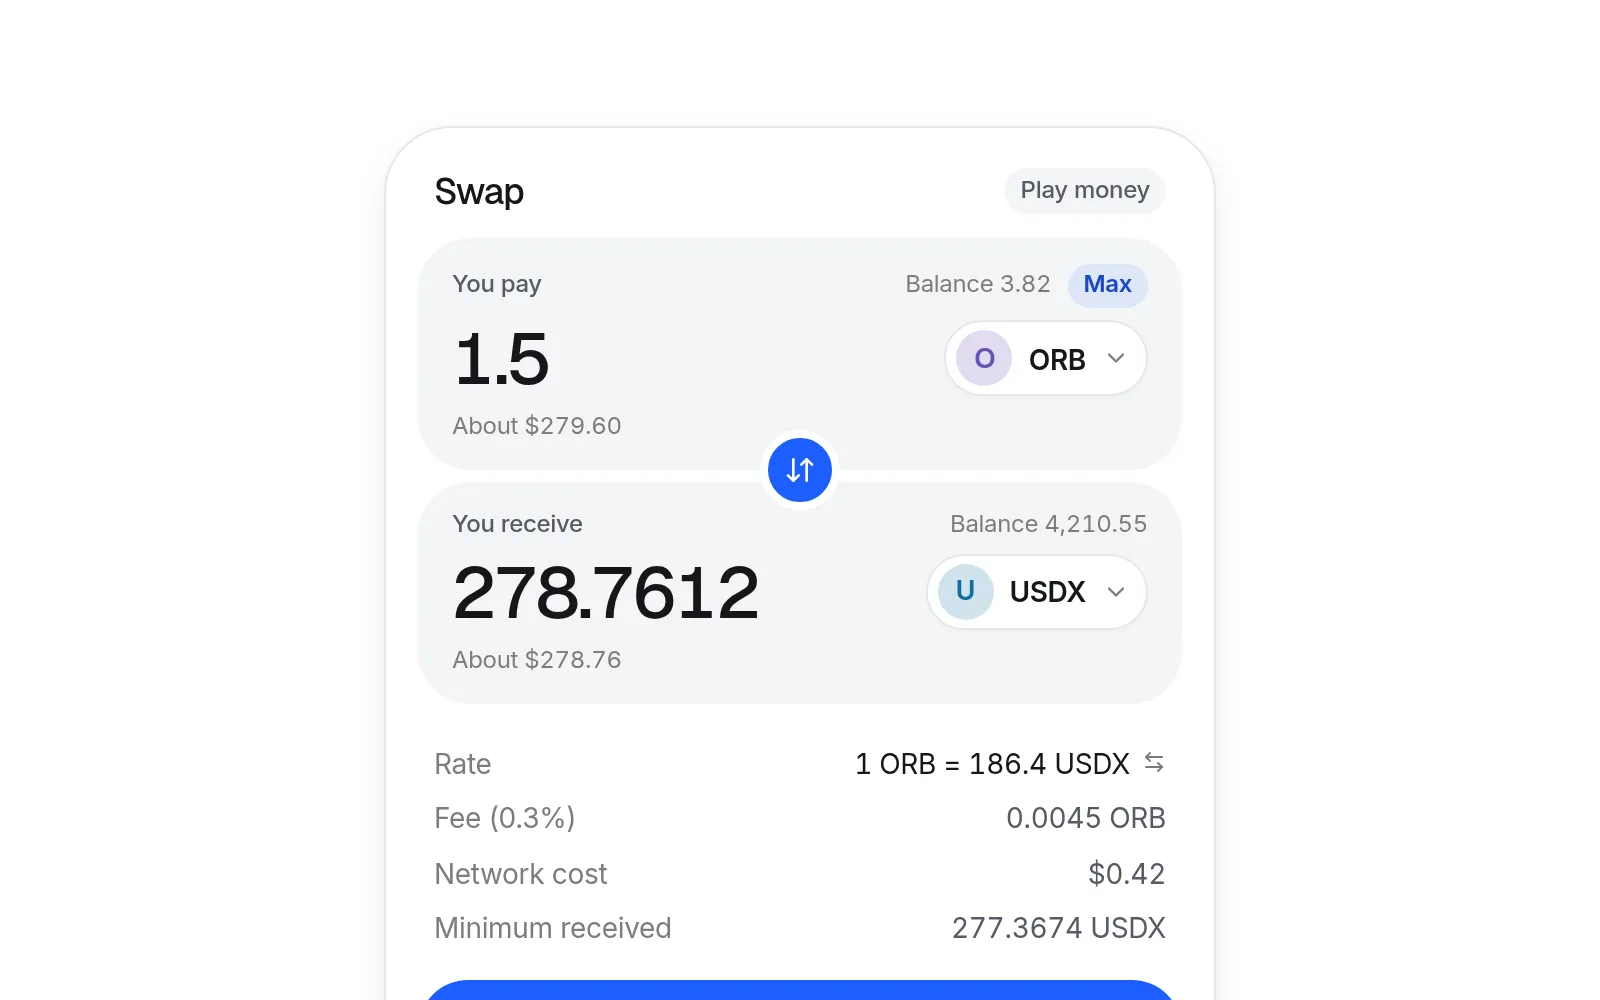 Swap
Play money
You pay
Balance 3.82
Max
1.5
O
ORB
About $279.60
You receive
Balance 4,210.55
278.7612
U
USDX
About $278.76
Rate
1 ORB = 186.4 USDX
Fee (0.3%)
0.0045 ORB
Network cost
$0.42
Minimum received
277.3674 USDX